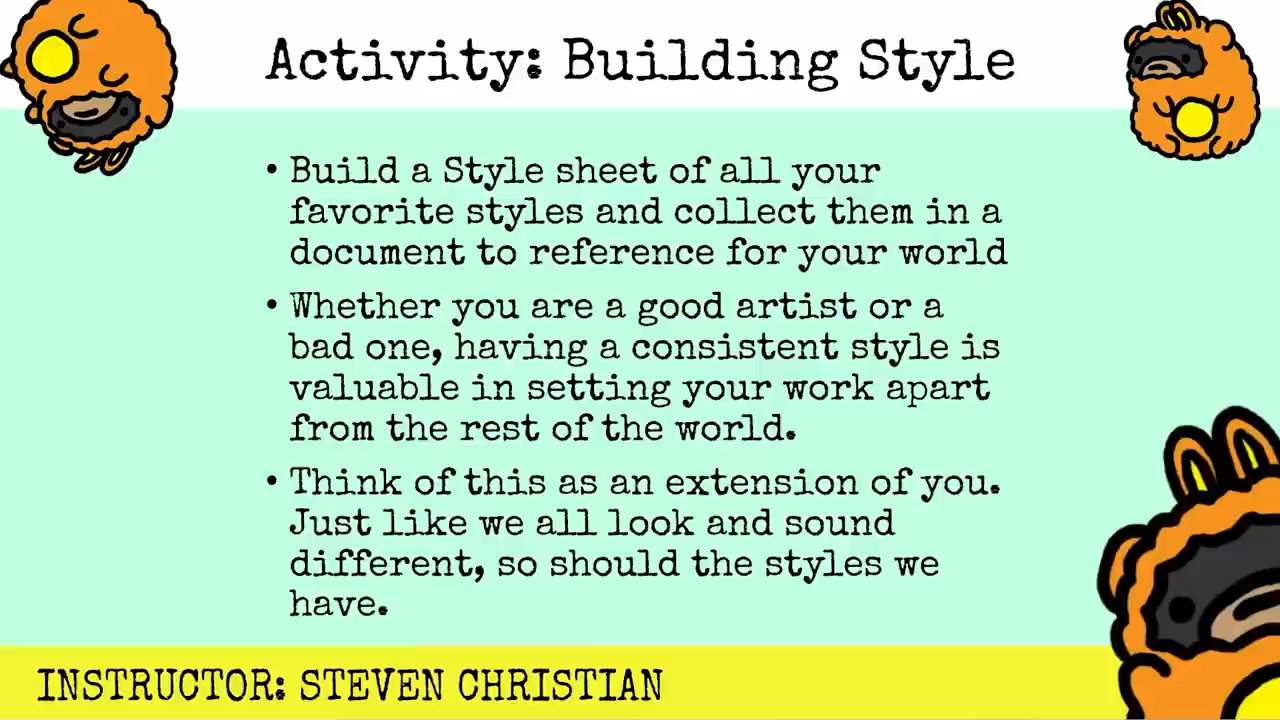 Activity: Building Style
• Build a Style sheet of all your
favorite styles and collect them in a
document to reference for your world
• Whether you are a good artist or a
bad one, having a consistent style is
valuable in setting your work apart
from the rest of the world.
• Think of this as an extension of you.
Just like we all look and sound
different, so should the styles we
have.
INSTRUCTOR: STEVEN CHRISTIAN